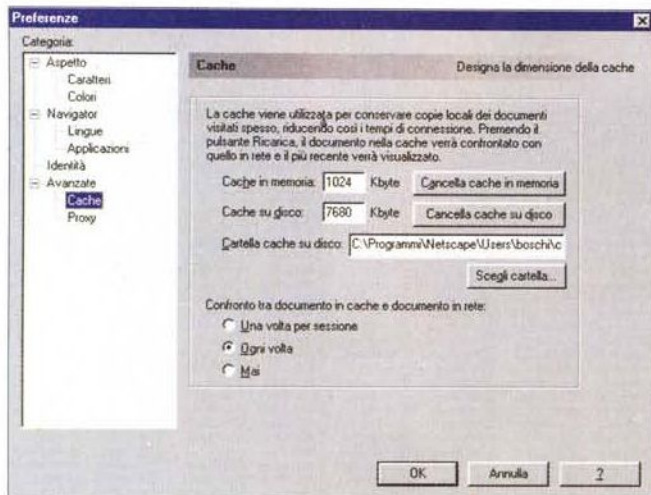 Preferenze
Categoria:
Aspetto
Caratteri
Colori
Navigator
Lingue
Applicazioni
Identità
Avanzate
Cache
Proxy
Cache
Designa la dimensione della cache
La cache viene utilizzata per conservare copie locali dei documenti
visitati spesso, riducendo così i tempi di connessione. Premendo il
pulsante Ricarica, il documento nella cache verrà confrontato con
quello in rete e il più recente verrà visualizzato.
Cache in memoria: 1024 Kbyte Cancella cache in memoria
Cache su disco: 7680 Kbyte Cancella cache su disco
Cartella cache su disco: C:\Programmi\Netscape\Users\boschi\c
Scegli cartella...
Confronto tra documento in cache e documento in rete:
Una volta per sessione
Ogni volta
Mai
OK Annulla ?